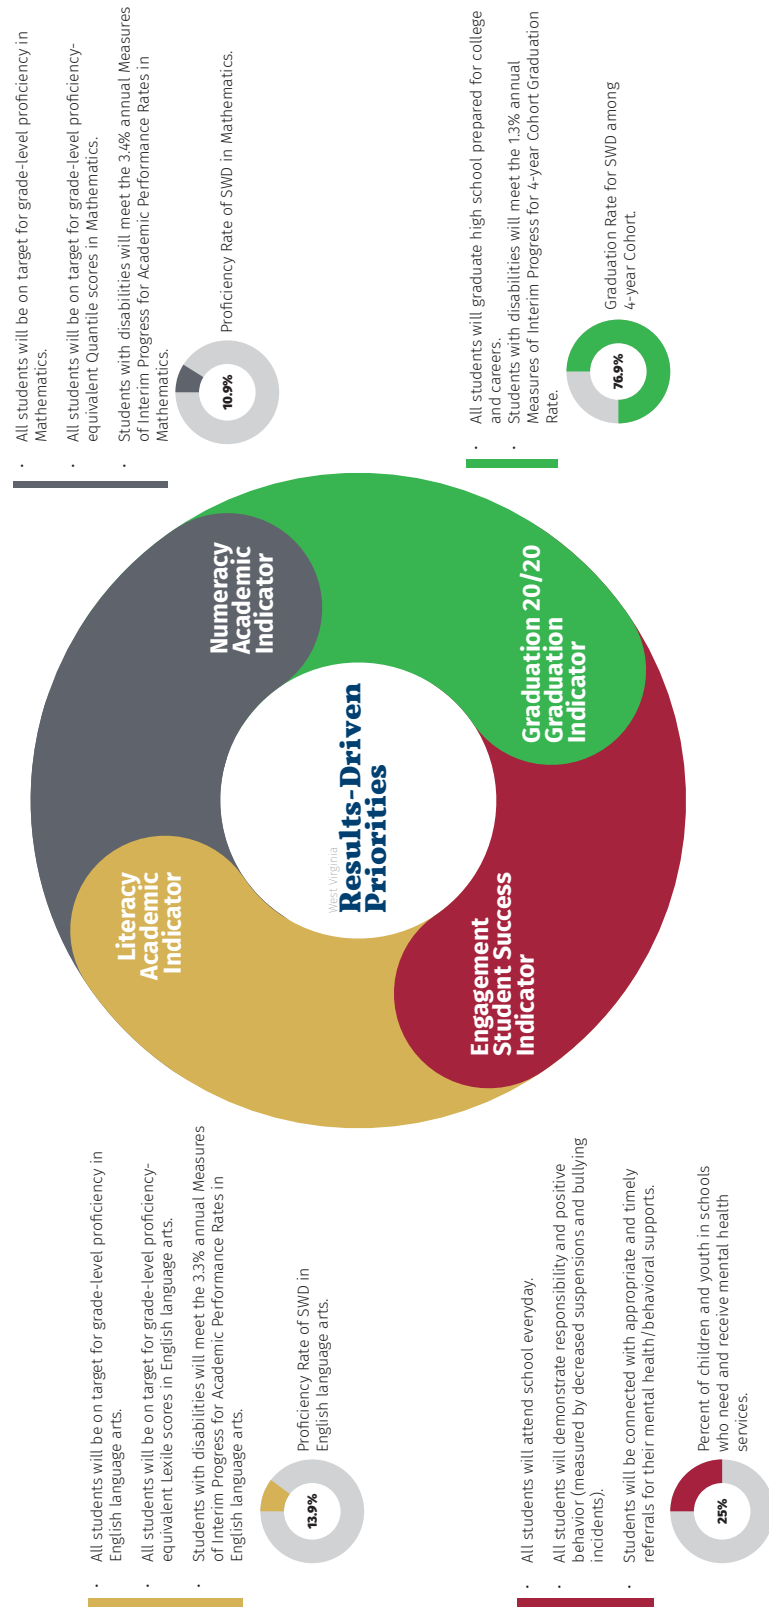 West Virginia
Results-Driven
Priorities
Literacy
Academic
Indicator
· All students will be on target for grade-level proficiency in
English language arts.
· All students will be on target for grade-level proficiency-
equivalent Lexile scores in English language arts.
· Students with disabilities will meet the 3.3% annual Measures
of Interim Progress for Academic Performance Rates in
English language arts.
13.9%
Proficiency Rate of SWD in
English language arts.
Numeracy
Academic
Indicator
· All students will be on target for grade-level proficiency in
Mathematics.
· All students will be on target for grade-level proficiency-
equivalent Quantile scores in Mathematics.
· Students with disabilities will meet the 3.4% annual Measures
of Interim Progress for Academic Performance Rates in
Mathematics.
10.9%
Proficiency Rate of SWD in Mathematics.
Engagement
Student Success
Indicator
· All students will attend school everyday.
· All students will demonstrate responsibility and positive
behavior (measured by decreased suspensions and bullying
incidents).
· Students will be connected with appropriate and timely
referrals for their mental health/behavioral supports.
25%
Percent of children and youth in schools
who need and receive mental health
services.
Graduation 20/20
Graduation
Indicator
· All students will graduate high school prepared for college
and careers.
· Students with disabilities will meet the 1.3% annual
Measures of Interim Progress for 4-year Cohort Graduation
Rate.
76.9%
Graduation Rate for SWD among
4-year Cohort.